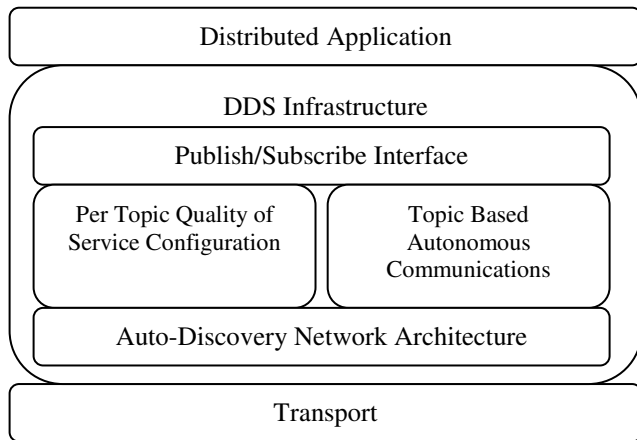 Distributed Application
DDS Infrastructure
Publish/Subscribe Interface
Per Topic Quality of
Service Configuration
Topic Based
Autonomous
Communications
Auto-Discovery Network Architecture
Transport